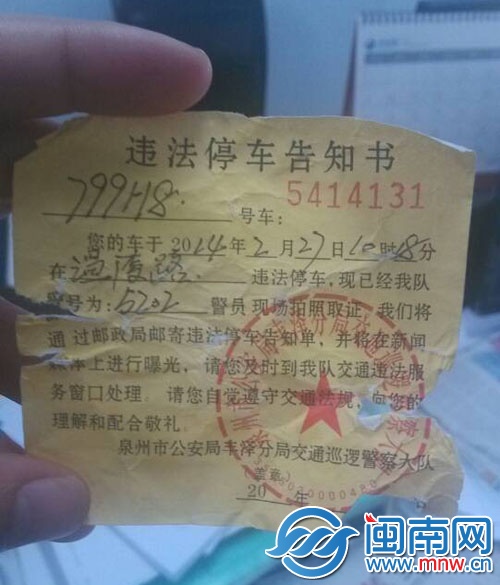 违法停车告知书
5414131
799H8.
号车：
您的车于2014年2月27日10时18分
在 路 违法停车，现已经我队
警号为：5202 警员现场拍照取证，我们将
通过邮政局邮寄违法停车告知单，并将在新闻
媒体上进行曝光，请您及时到我队交通违法服
务窗口处理。请您自觉遵守交通法规，向您的
理解和配合敬礼。
泉州市公安局丰泽分局交通巡逻警察大队
盖章
20 年
闽南网
www.mnw.cn